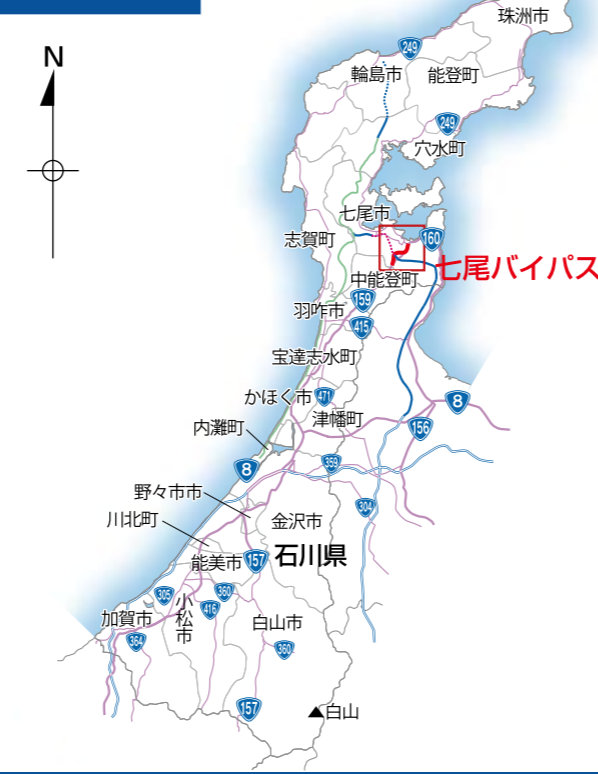 珠洲市
N
249
輪島市
能登町
249
穴水町
七尾市
志賀町
160
七尾バイパス
中能登町
159
羽咋市
415
宝達志水町
かほく市
471
8
津幡町
内灘町
156
8
359
野々市市
304
川北町
金沢市
能美市
157
石川県
305
360
小松市
416
加賀市
白山市
364
360
157
▲白山